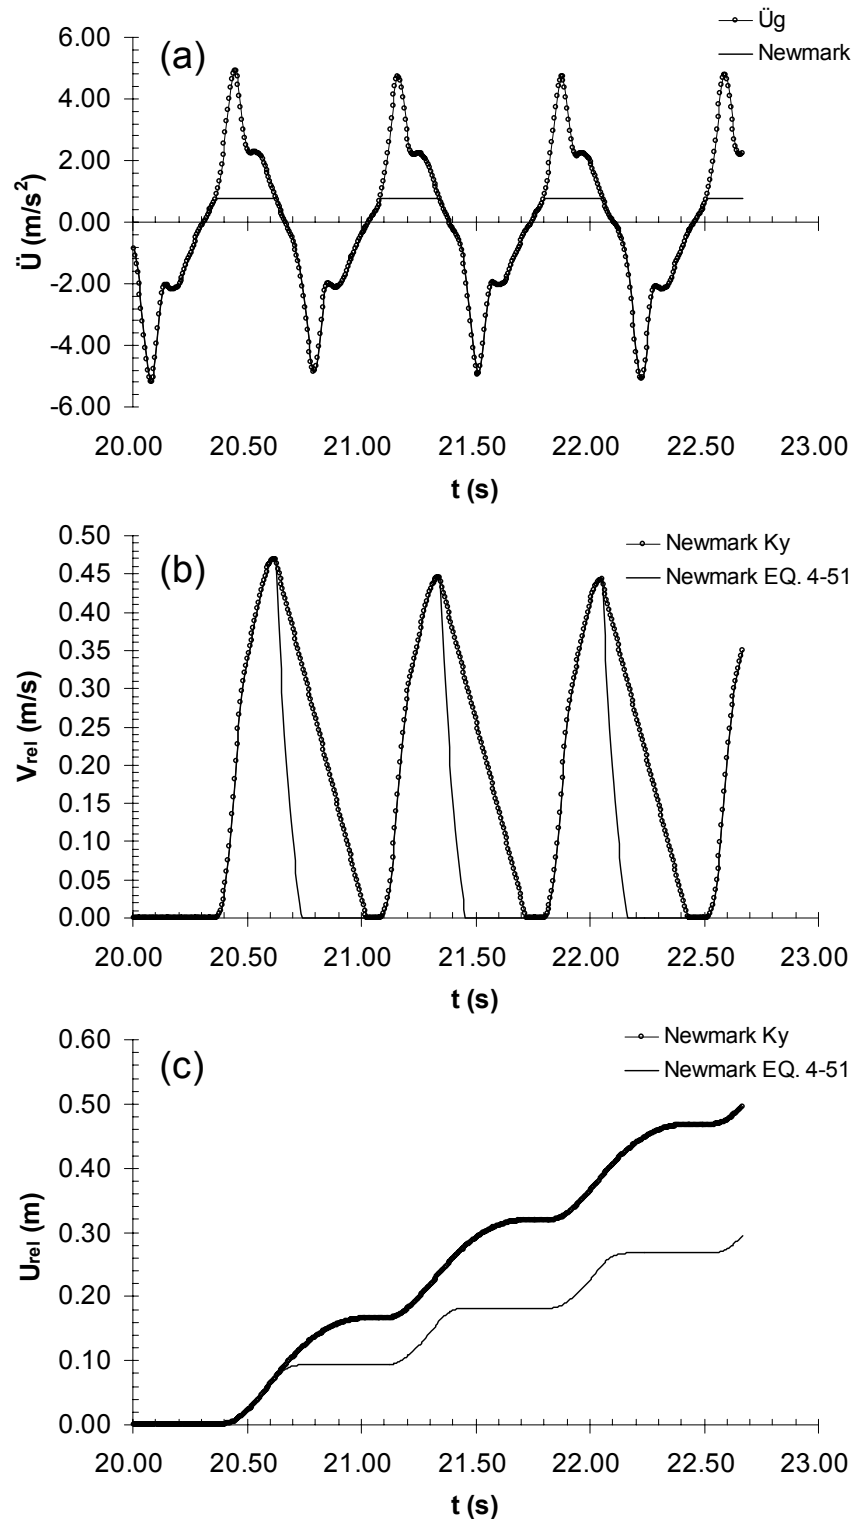 Üg
Newmark
(a)
6.00
4.00
2.00
0.00
-2.00
-4.00
-6.00
Ü (m/s²)
20.00 20.50 21.00 21.50 22.00 22.50 23.00
t (s)
Newmark Ky
Newmark EQ. 4-51
(b)
0.50
0.45
0.40
0.35
0.30
0.25
0.20
0.15
0.10
0.05
0.00
Vrel (m/s)
20.00 20.50 21.00 21.50 22.00 22.50 23.00
t (s)
Newmark Ky
Newmark EQ. 4-51
(c)
0.60
0.50
0.40
0.30
0.20
0.10
0.00
Urel (m)
20.00 20.50 21.00 21.50 22.00 22.50 23.00
t (s)